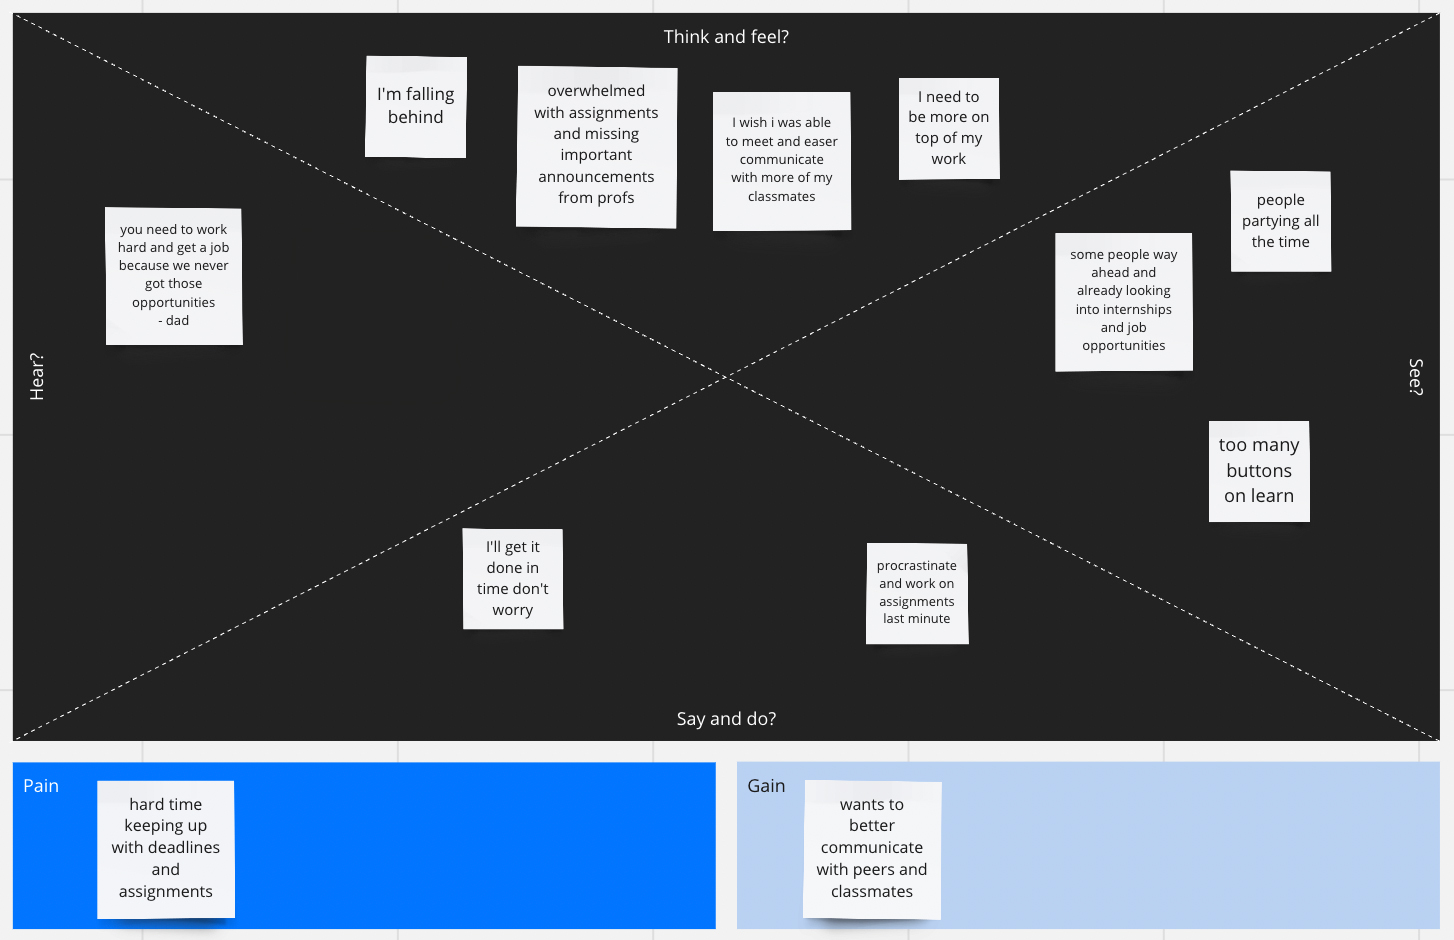 Think and feel?
I'm falling
behind
overwhelmed
with assignments
and missing
important
announcements
from profs
I wish i was able
to meet and easer
communicate
with more of my
classmates
I need to
be more on
top of my
work
people
partying all
the time
you need to work
hard and get a job
because we never
got those
opportunities
- dad
some people way
ahead and
already looking
into internships
and job
opportunities
Hear?
See?
too many
buttons
on learn
I'll get it
done in
time don't
worry
procrastinate
and work on
assignments
last minute
Say and do?
Pain
hard time
keeping up
with deadlines
and
assignments
Gain
wants to
better
communicate
with peers and
classmates